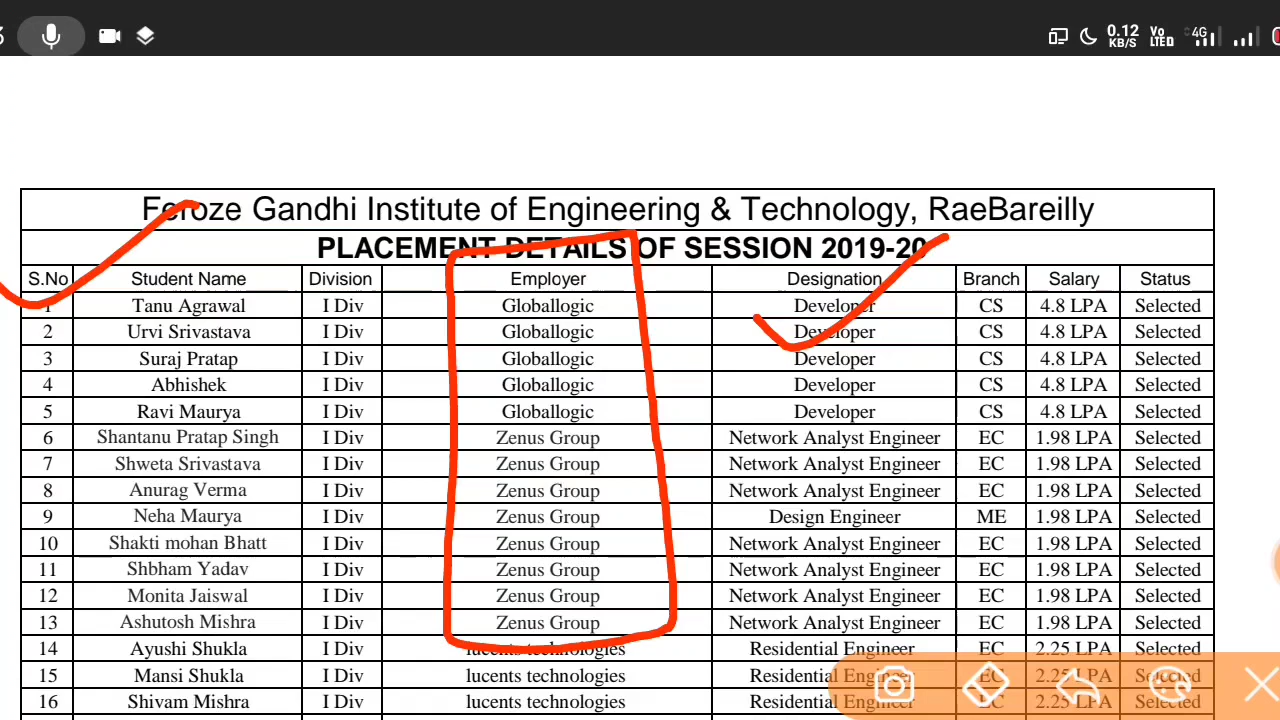 0.12 KB/S Vo LTE 4G
Feroze Gandhi Institute of Engineering & Technology, RaeBareilly
PLACEMENT DETAILS OF SESSION 2019-20
S.No Student Name Division Employer Designation Branch Salary Status
1 Tanu Agrawal I Div Globallogic Developer CS 4.8 LPA Selected
2 Urvi Srivastava I Div Globallogic Developer CS 4.8 LPA Selected
3 Suraj Pratap I Div Globallogic Developer CS 4.8 LPA Selected
4 Abhishek I Div Globallogic Developer CS 4.8 LPA Selected
5 Ravi Maurya I Div Globallogic Developer CS 4.8 LPA Selected
6 Shantanu Pratap Singh I Div Zenus Group Network Analyst Engineer EC 1.98 LPA Selected
7 Shweta Srivastava I Div Zenus Group Network Analyst Engineer EC 1.98 LPA Selected
8 Anurag Verma I Div Zenus Group Network Analyst Engineer EC 1.98 LPA Selected
9 Neha Maurya I Div Zenus Group Design Engineer ME 1.98 LPA Selected
10 Shakti mohan Bhatt I Div Zenus Group Network Analyst Engineer EC 1.98 LPA Selected
11 Shbham Yadav I Div Zenus Group Network Analyst Engineer EC 1.98 LPA Selected
12 Monita Jaiswal I Div Zenus Group Network Analyst Engineer EC 1.98 LPA Selected
13 Ashutosh Mishra I Div Zenus Group Network Analyst Engineer EC 1.98 LPA Selected
14 Ayushi Shukla I Div lucents technologies Residential Engineer EC 2.25 LPA Selected
15 Mansi Shukla I Div lucents technologies Residential Engineer EC 2.25 LPA Selected
16 Shivam Mishra I Div lucents technologies Residential Engineer EC 2.25 LPA Selected